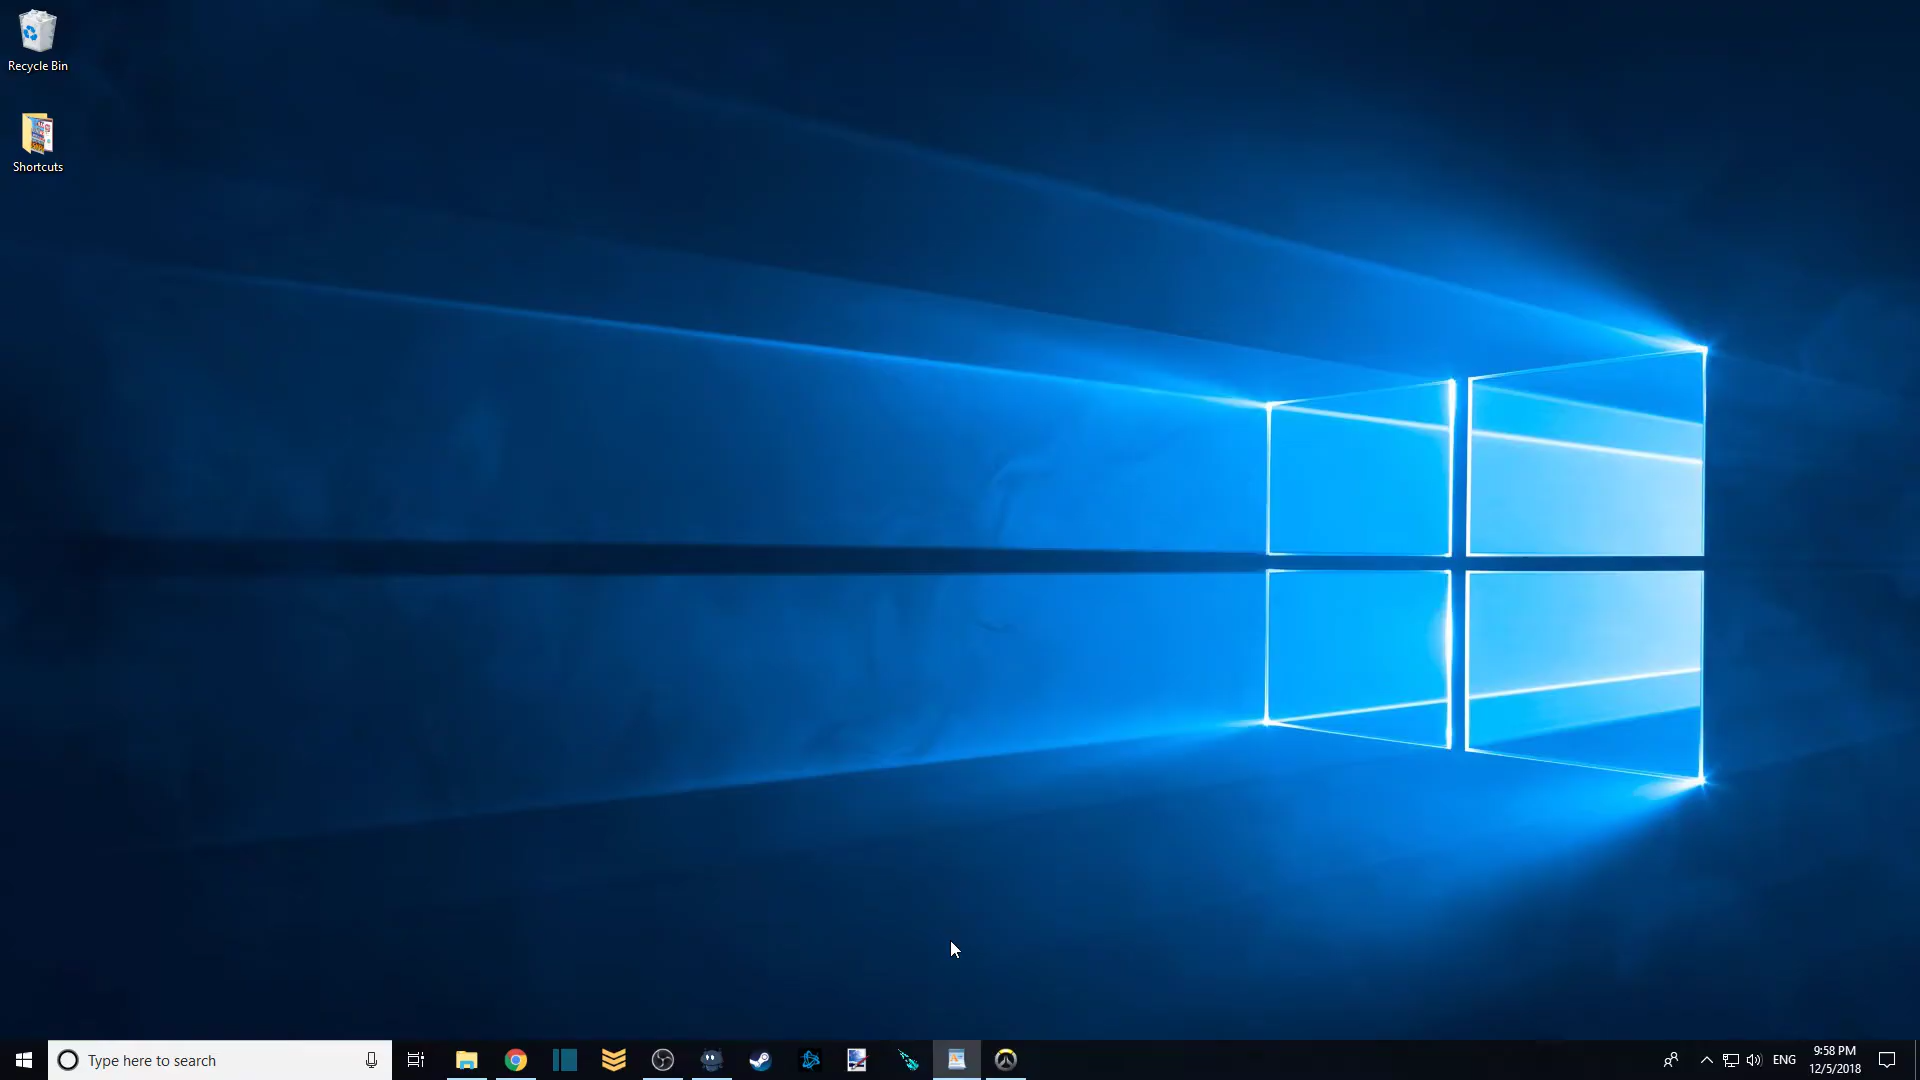 Recycle Bin
Shortcuts
Type here to search
ENG
9:58 PM
12/5/2018